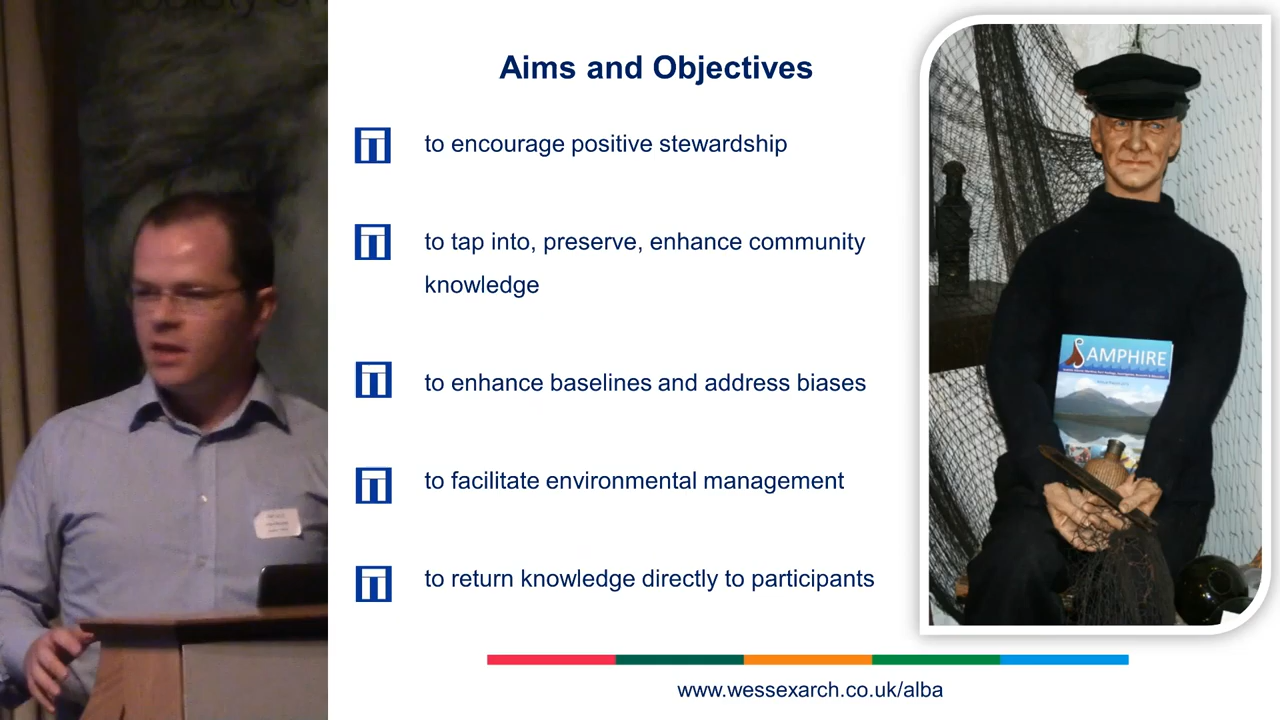 Aims and Objectives
to encourage positive stewardship
to tap into, preserve, enhance community
knowledge
to enhance baselines and address biases
to facilitate environmental management
to return knowledge directly to participants
SAMPHIRE
www.wessexarch.co.uk/alba